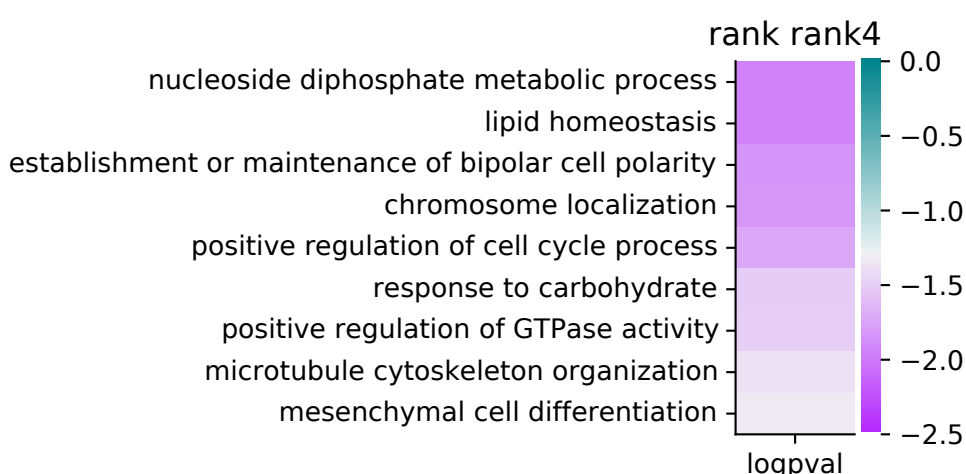 rank rank4
nucleoside diphosphate metabolic process
lipid homeostasis
establishment or maintenance of bipolar cell polarity
chromosome localization
positive regulation of cell cycle process
response to carbohydrate
positive regulation of GTPase activity
microtubule cytoskeleton organization
mesenchymal cell differentiation
logpval
0.0
−0.5
−1.0
−1.5
−2.0
−2.5